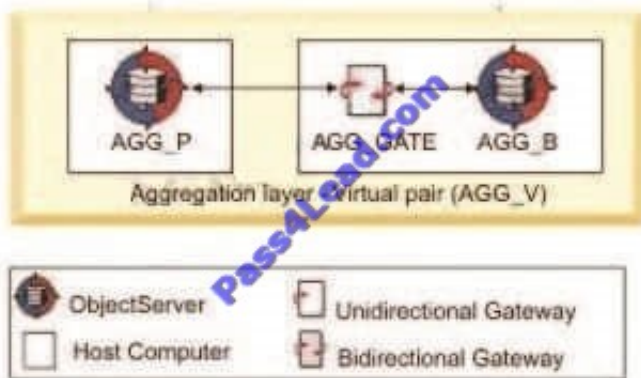 AGG_P
AGG_GATE
AGG_B
Aggregation layer - virtual pair (AGG_V)
Pass4Lead.com
ObjectServer
Unidirectional Gateway
Host Computer
Bidirectional Gateway